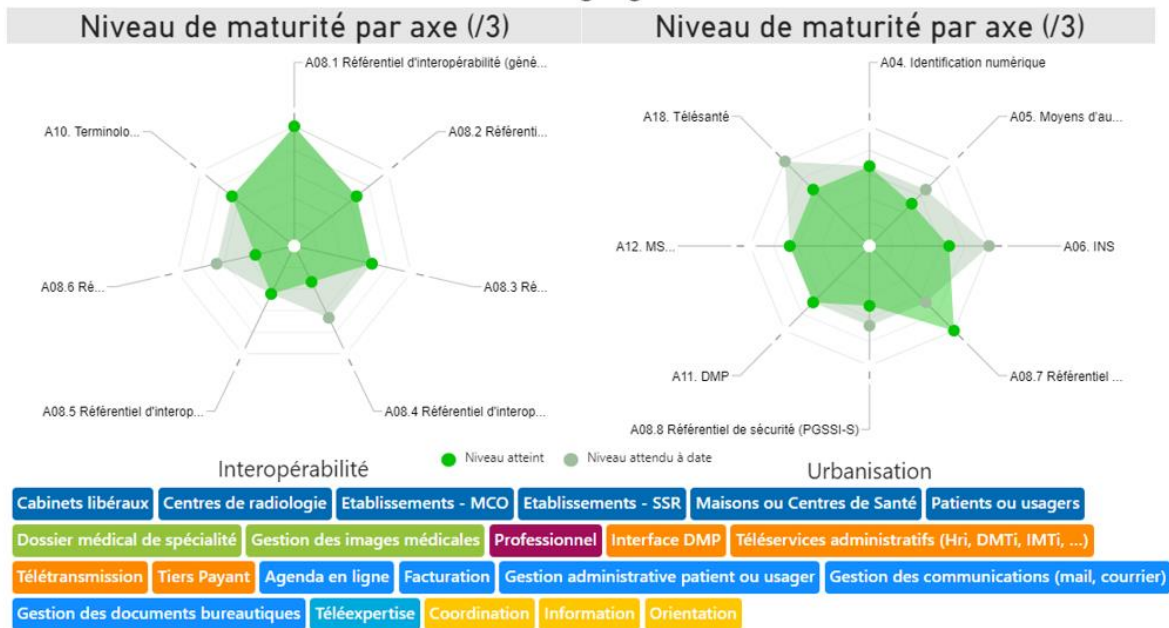 Niveau de maturité par axe (/3)
Niveau de maturité par axe (/3)
A08.1 Référentiel d'interopérabilité (géné...
A10. Terminolo...
A08.2 Référenti...
A08.6 Ré...
A08.3 Ré...
A08.5 Référentiel d'interop...
A08.4 Référentiel d'interop...
A04. Identification numérique
A18. Télésanté
A05. Moyens d'au...
A12. MS...
A06. INS
A11. DMP
A08.7 Référentiel ...
A08.8 Référentiel de sécurité (PGSSI-S)
Interopérabilité
Niveau atteint
Niveau attendu à date
Urbanisation
Cabinets libéraux Centres de radiologie Etablissements - MCO Etablissements - SSR Maisons ou Centres de Santé Patients ou usagers
Dossier médical de spécialité Gestion des images médicales Professionnel Interface DMP Téléservices administratifs (Hri, DMTi, IMTi, ...)
Télétransmission Tiers Payant Agenda en ligne Facturation Gestion administrative patient ou usager Gestion des communications (mail, courrier)
Gestion des documents bureautiques Téléexpertise Coordination Information Orientation